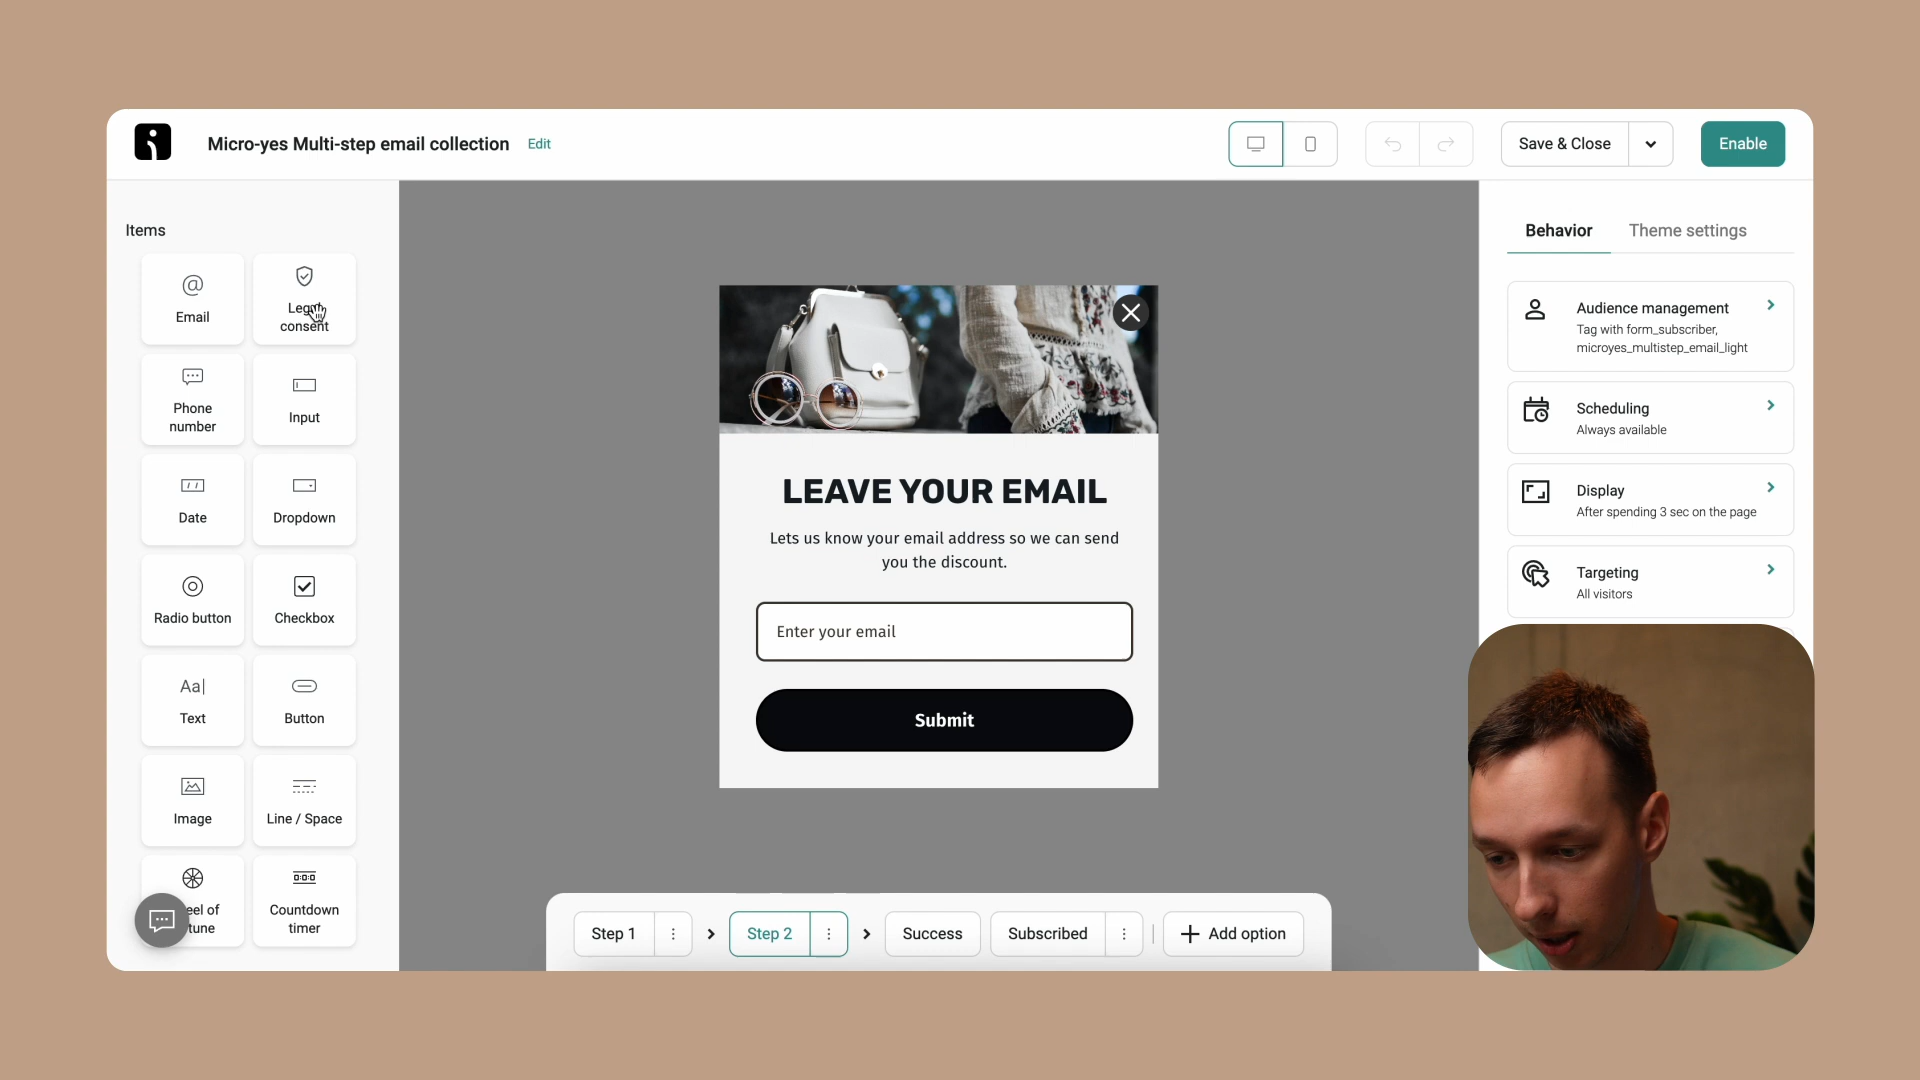 Micro-yes Multi-step email collection
Edit
Save & Close
Enable
Items
Email
Legal
consent
Phone
number
Input
Date
Dropdown
Radio button
Checkbox
Aa|
Text
Button
Image
Line / Space
eel of
tune
Countdown
timer
LEAVE YOUR EMAIL
Lets us know your email address so we can send
you the discount.
Enter your email
Submit
Step 1
Step 2
Success
Subscribed
Add option
Behavior
Theme settings
Audience management
Tag with form_subscriber,
microyes_multistep_email_light
Scheduling
Always available
Display
After spending 3 sec on the page
Targeting
All visitors